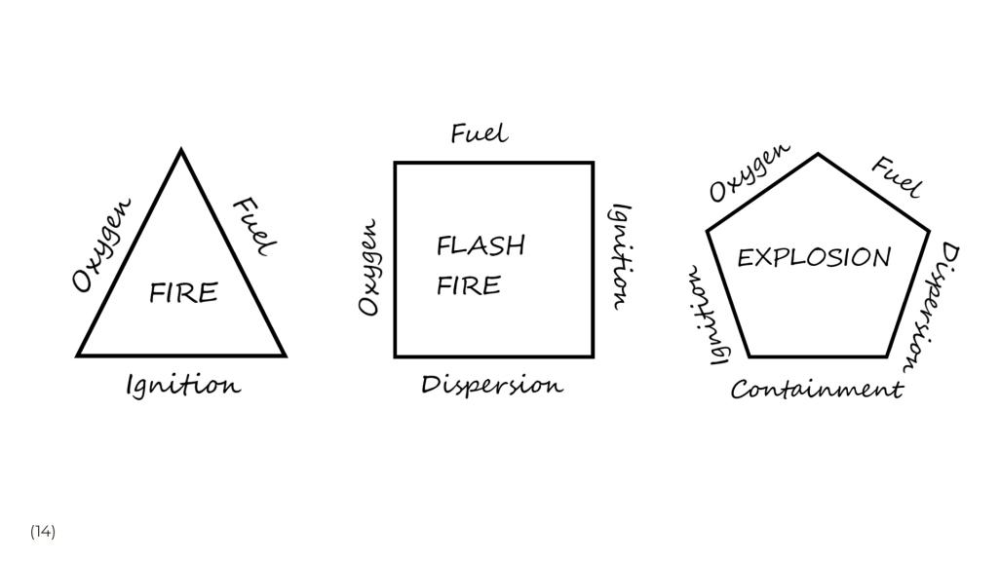 Oxygen
Fuel
FIRE
Ignition
Fuel
Oxygen
Ignition
FLASH
FIRE
Dispersion
Oxygen
Fuel
EXPLOSION
Ignition
Dispersion
Containment
(14)